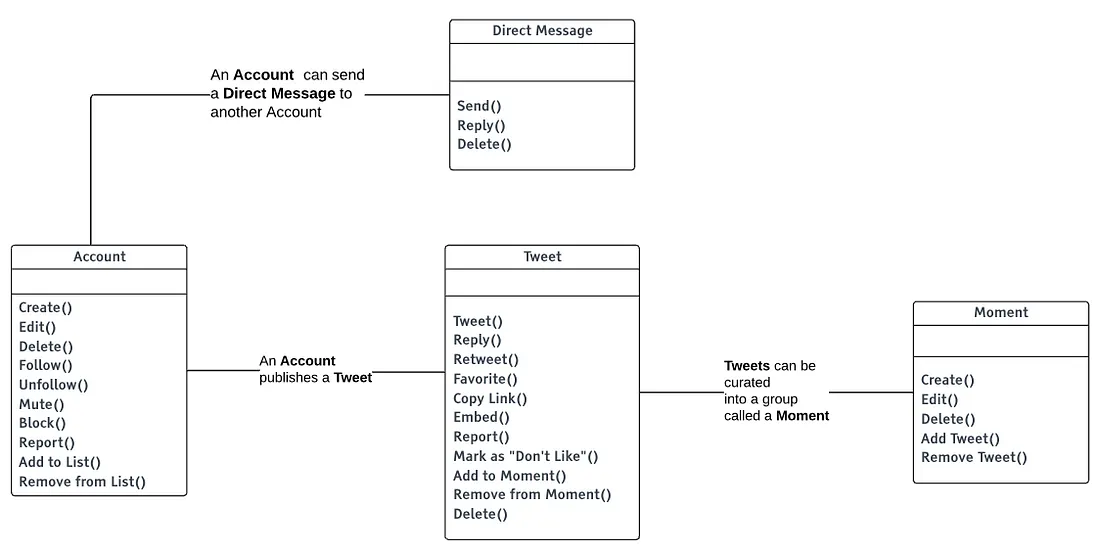 Direct Message
Send()
Reply()
Delete()
An Account can send
a Direct Message to
another Account
Account
Create()
Edit()
Delete()
Follow()
Unfollow()
Mute()
Block()
Report()
Add to List()
Remove from List()
An Account
publishes a Tweet
Tweet
Tweet()
Reply()
Retweet()
Favorite()
Copy Link()
Embed()
Report()
Mark as "Don't Like"()
Add to Moment()
Remove from Moment()
Delete()
Tweets can be
curated
into a group
called a Moment
Moment
Create()
Edit()
Delete()
Add Tweet()
Remove Tweet()